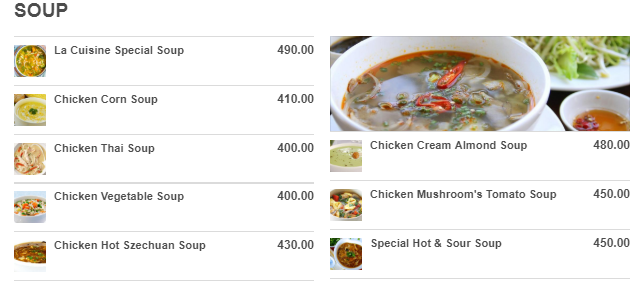 SOUP
La Cuisine Special Soup 490.00
Chicken Corn Soup 410.00
Chicken Thai Soup 400.00
Chicken Vegetable Soup 400.00
Chicken Hot Szechuan Soup 430.00
Chicken Cream Almond Soup 480.00
Chicken Mushroom's Tomato Soup 450.00
Special Hot & Sour Soup 450.00